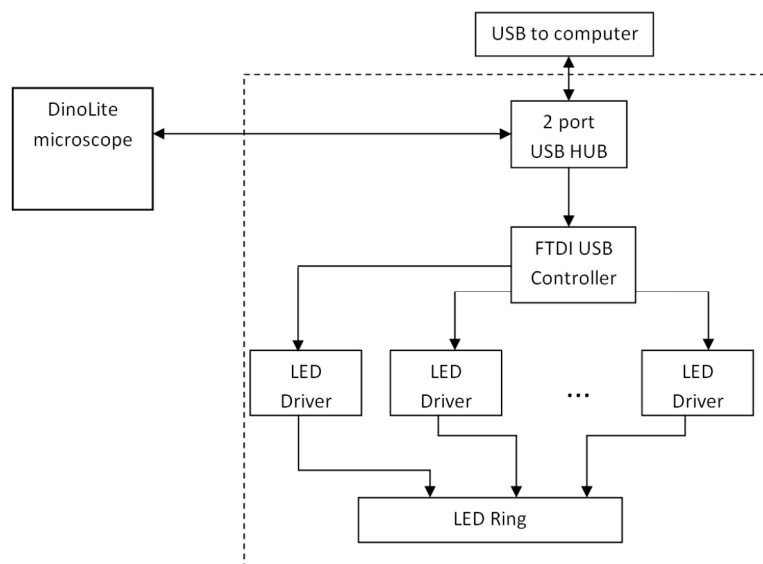 USB to computer
DinoLite
microscope
2 port
USB HUB
FTDI USB
Controller
LED
Driver
LED
Driver
...
LED
Driver
LED Ring